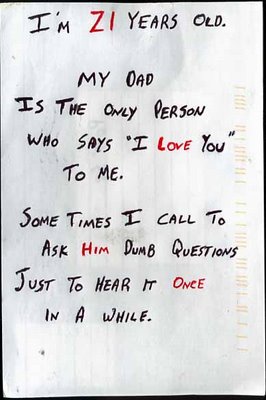 I'M 21 YEARS OLD.
MY DAD
IS THE ONLY PERSON
WHO SAYS "I LOVE YOU"
TO ME.
SOME TIMES I CALL TO
ASK HIM DUMB QUESTIONS
JUST TO HEAR IT ONCE
IN A WHILE.